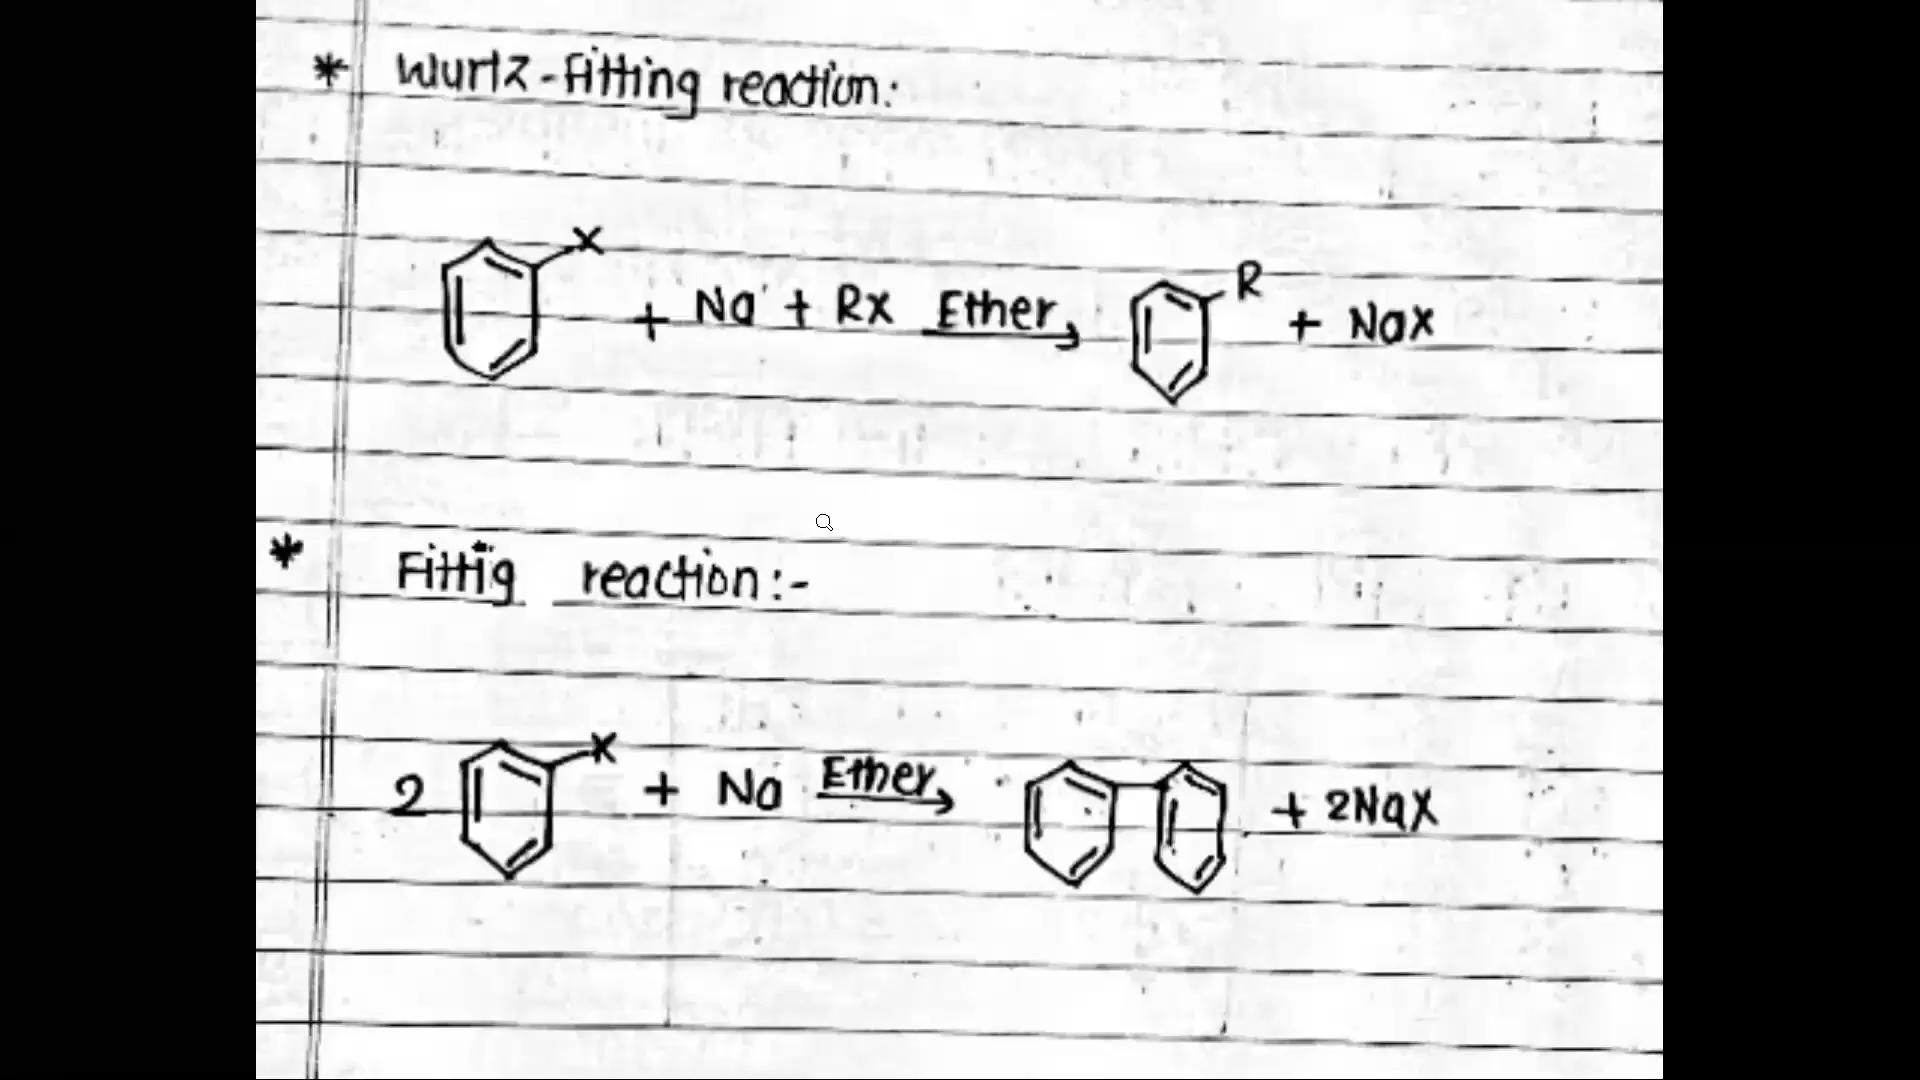 * Wurtz-fitting reaction:
X
+ Na + Rx Ether → R + Nax
* Fittig reaction:-
2 X + Na Ether → + 2NaX